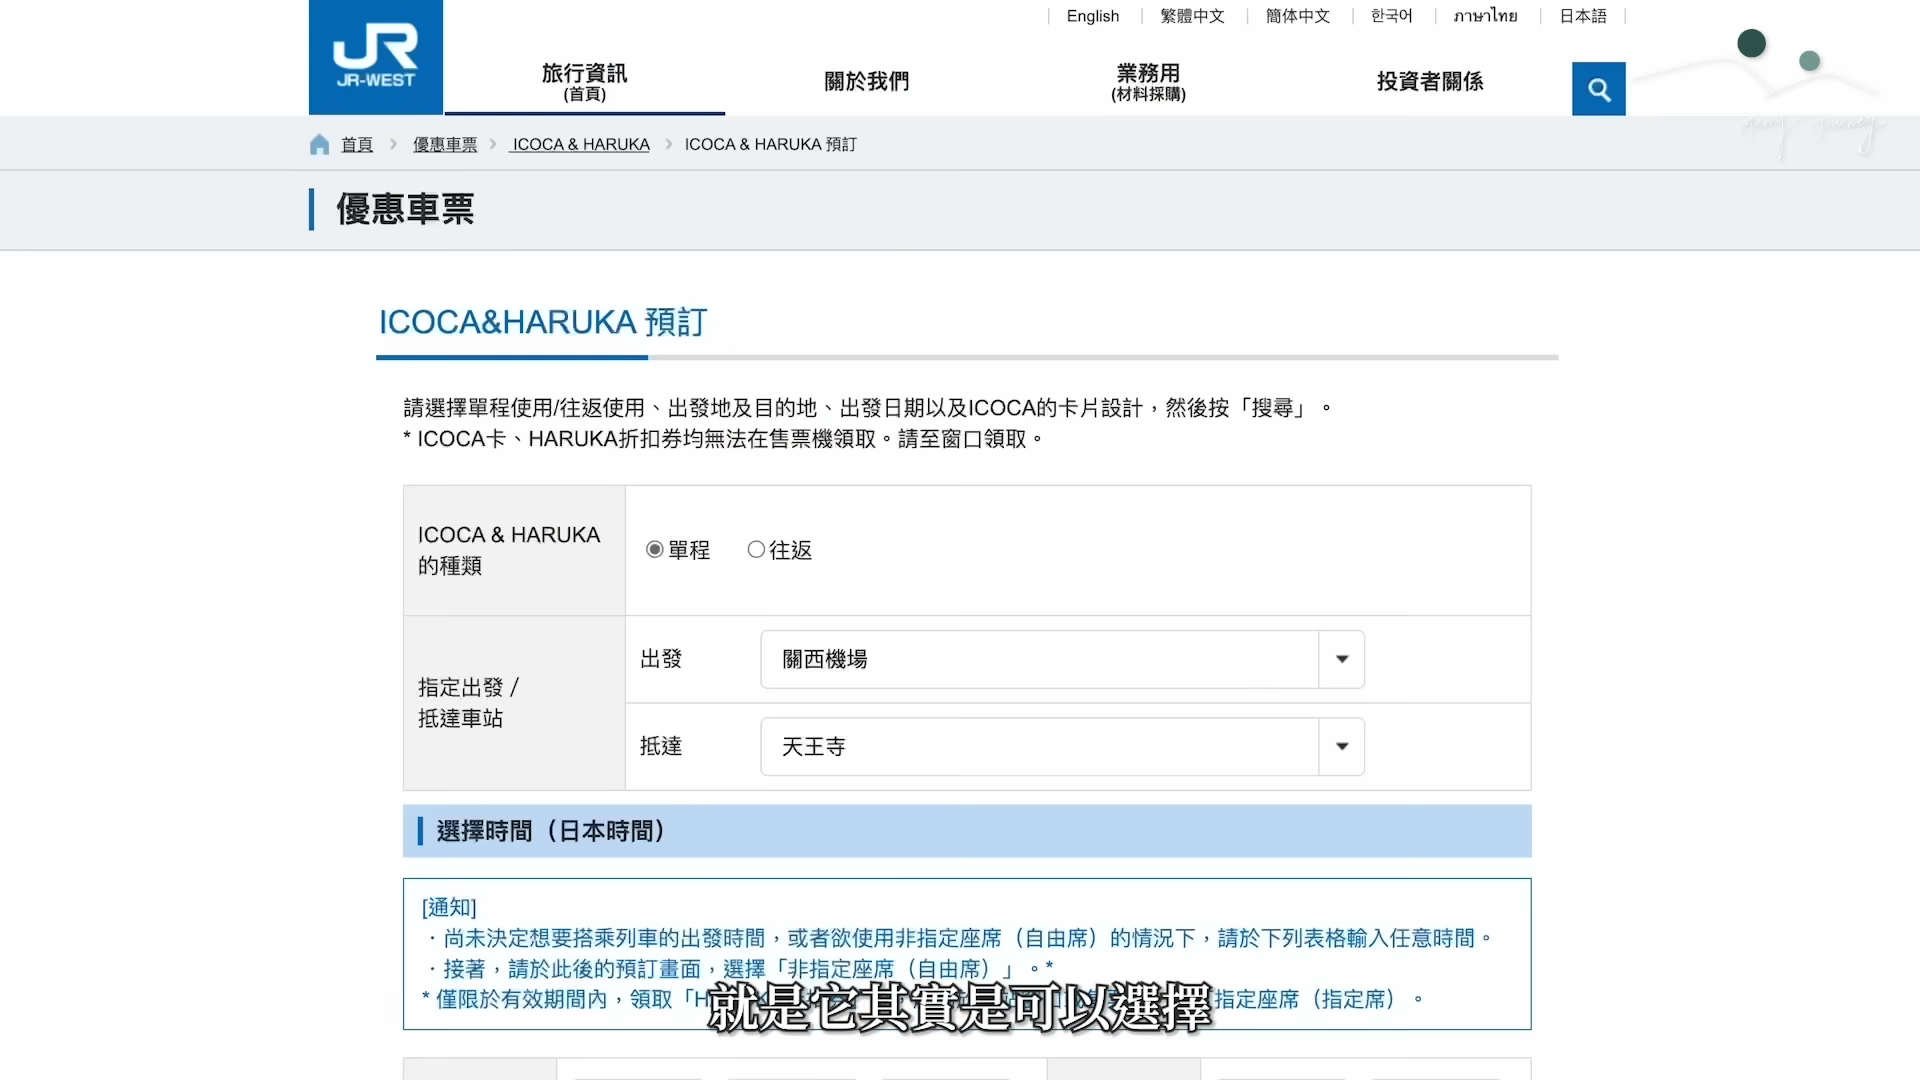 English
繁體中文
简体中文
한국어
ภาษาไทย
日本語
JR
JR-WEST
旅行資訊
(首頁)
關於我們
業務用
(材料採購)
投資者關係
首頁
優惠車票
ICOCA & HARUKA
ICOCA & HARUKA 預訂
優惠車票
ICOCA&HARUKA 預訂
請選擇單程使用/往返使用、出發地及目的地、出發日期以及ICOCA的卡片設計，然後按「搜尋」。
* ICOCA卡、HARUKA折扣券均無法在售票機領取。請至窗口領取。
ICOCA & HARUKA
的種類
單程
往返
指定出發 /
抵達車站
出發
關西機場
抵達
天王寺
選擇時間（日本時間）
[通知]
・尚未決定想要搭乘列車的出發時間，或者欲使用非指定座席（自由席）的情況下，請於下列表格輸入任意時間。
・接著，請於此後的預訂畫面，選擇「非指定座席（自由席）」。*
* 僅限於有效期間內，領取「H
指定座席（指定席）。
就是它其實是可以選擇